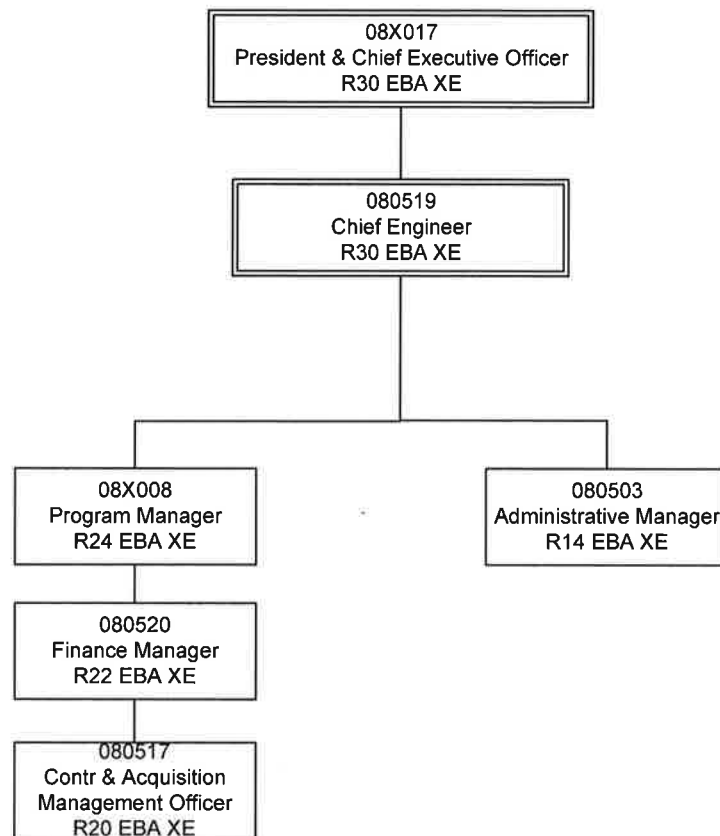 08X017
President & Chief Executive Officer
R30 EBA XE
080519
Chief Engineer
R30 EBA XE
08X008
Program Manager
R24 EBA XE
080503
Administrative Manager
R14 EBA XE
080520
Finance Manager
R22 EBA XE
080517
Contr & Acquisition
Management Officer
R20 EBA XE